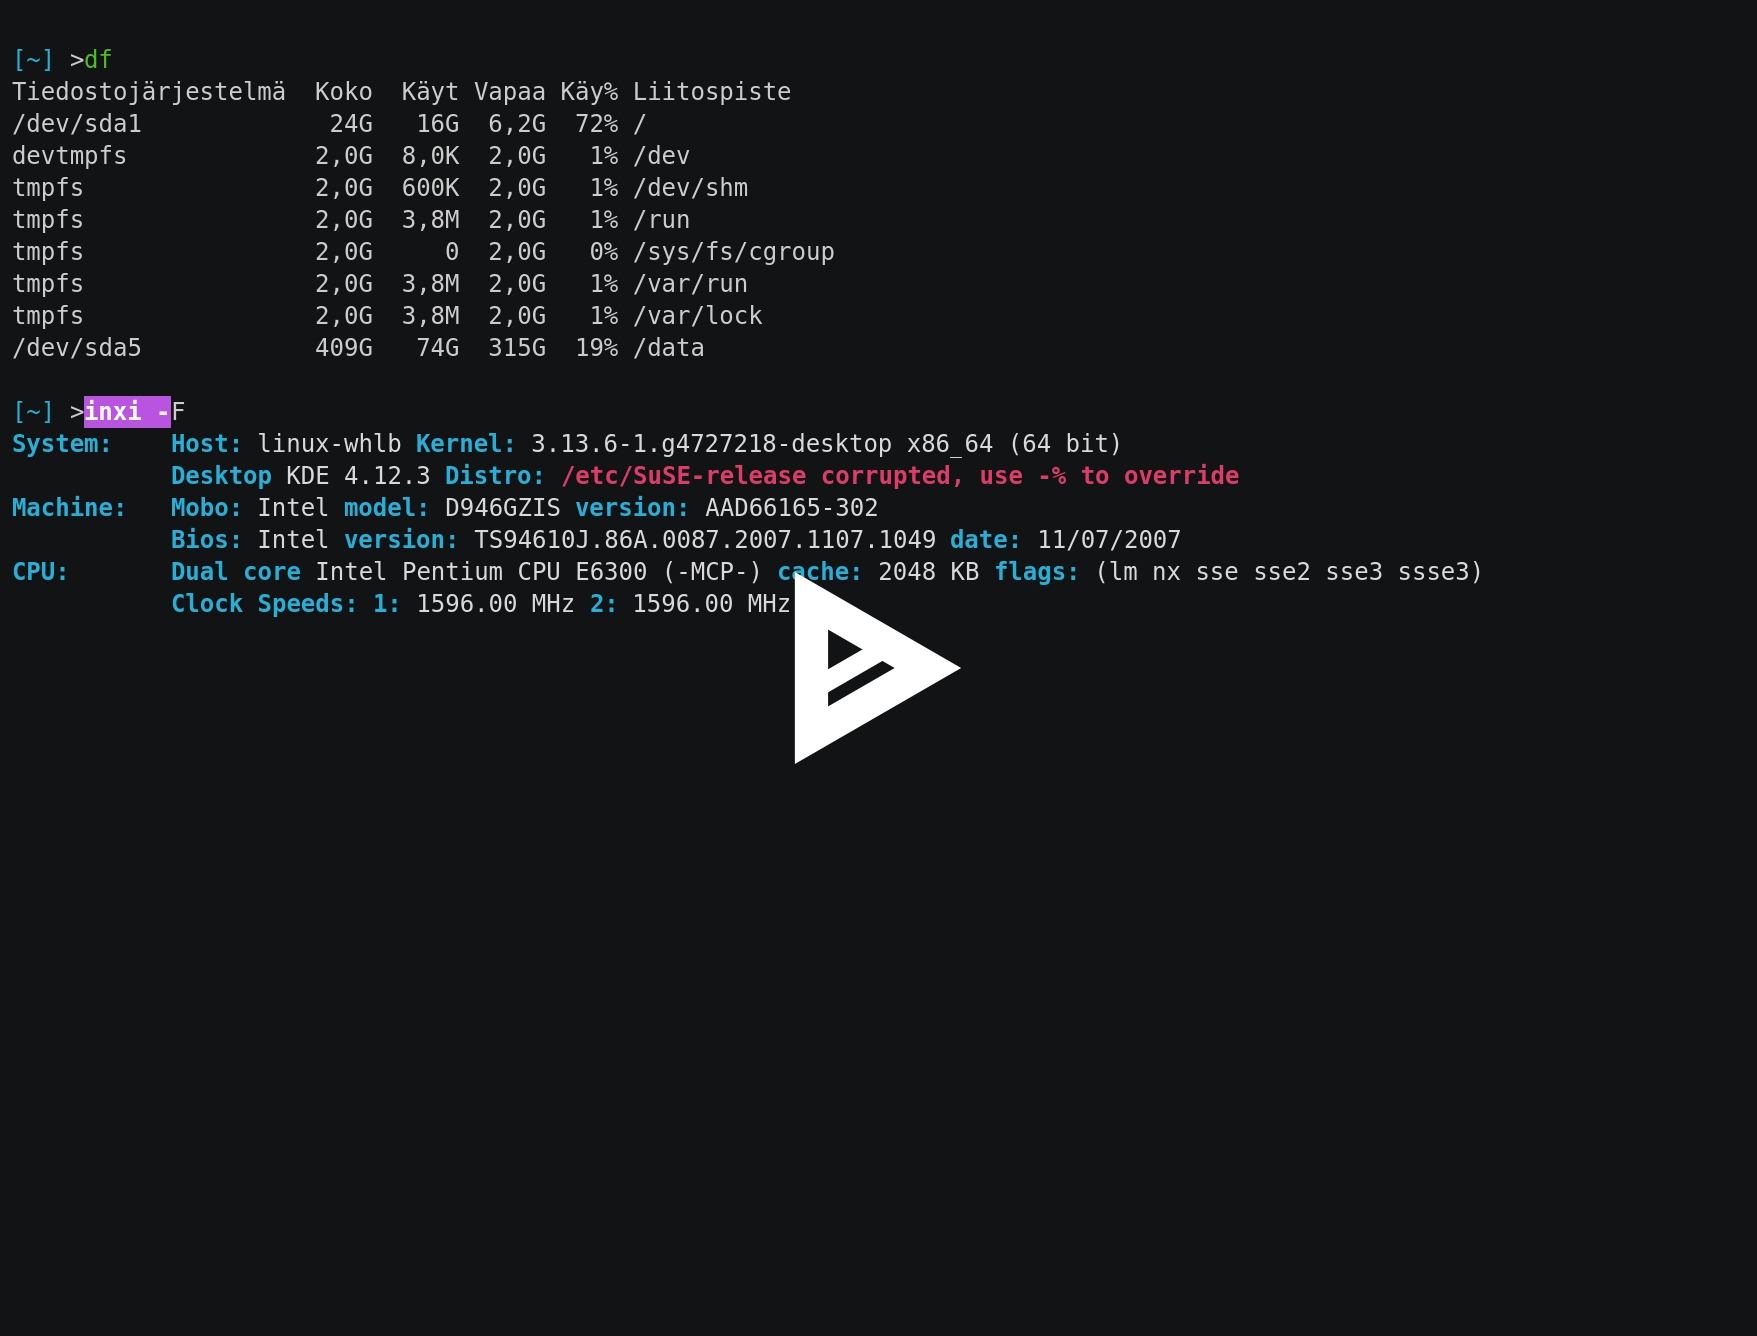 [~] >df
Tiedostojärjestelmä  Koko  Käyt Vapaa Käy% Liitospiste
/dev/sda1             24G   16G  6,2G  72% /
devtmpfs             2,0G  8,0K  2,0G   1% /dev
tmpfs                2,0G  600K  2,0G   1% /dev/shm
tmpfs                2,0G  3,8M  2,0G   1% /run
tmpfs                2,0G     0  2,0G   0% /sys/fs/cgroup
tmpfs                2,0G  3,8M  2,0G   1% /var/run
tmpfs                2,0G  3,8M  2,0G   1% /var/lock
/dev/sda5            409G   74G  315G  19% /data
[~] >inxi -F
System:    Host: linux-whlb Kernel: 3.13.6-1.g4727218-desktop x86_64 (64 bit)
           Desktop KDE 4.12.3 Distro: /etc/SuSE-release corrupted, use -% to override
Machine:   Mobo: Intel model: D946GZIS version: AAD66165-302
           Bios: Intel version: TS94610J.86A.0087.2007.1107.1049 date: 11/07/2007
CPU:       Dual core Intel Pentium CPU E6300 (-MCP-) cache: 2048 KB flags: (lm nx sse sse2 sse3 ssse3)
           Clock Speeds: 1: 1596.00 MHz 2: 1596.00 MHz